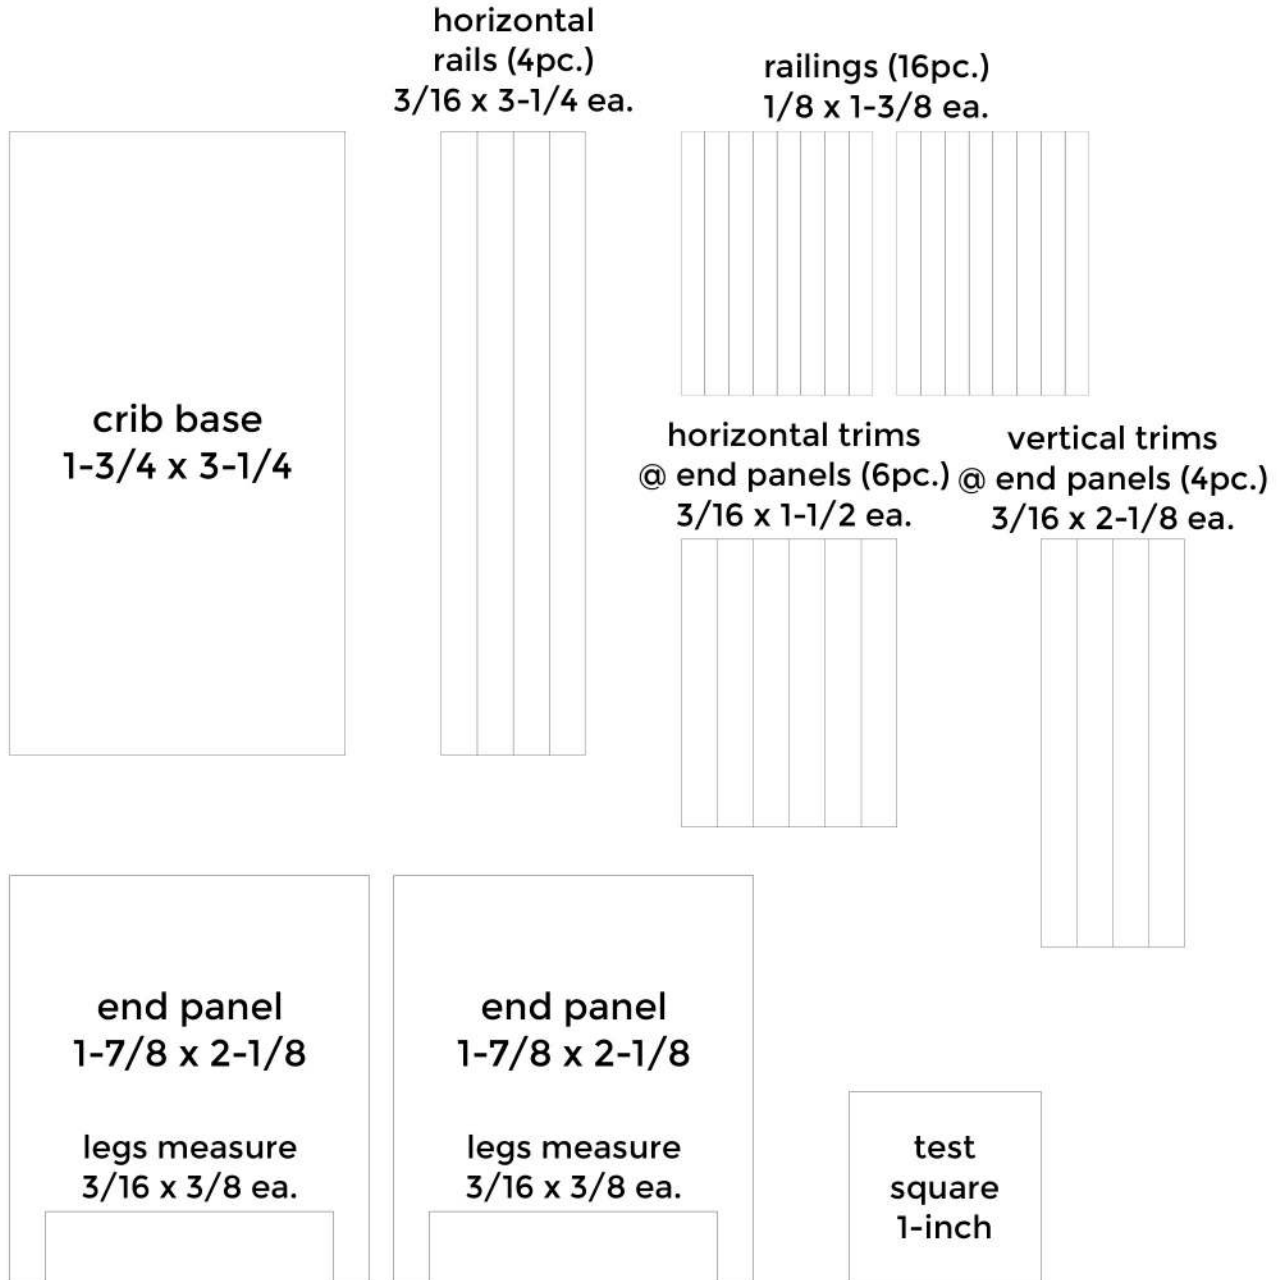 horizontal
rails (4pc.)
3/16 x 3-1/4 ea.
railings (16pc.)
1/8 x 1-3/8 ea.
crib base
1-3/4 x 3-1/4
horizontal trims
@ end panels (6pc.)
3/16 x 1-1/2 ea.
vertical trims
@ end panels (4pc.)
3/16 x 2-1/8 ea.
end panel
1-7/8 x 2-1/8
legs measure
3/16 x 3/8 ea.
end panel
1-7/8 x 2-1/8
legs measure
3/16 x 3/8 ea.
test
square
1-inch